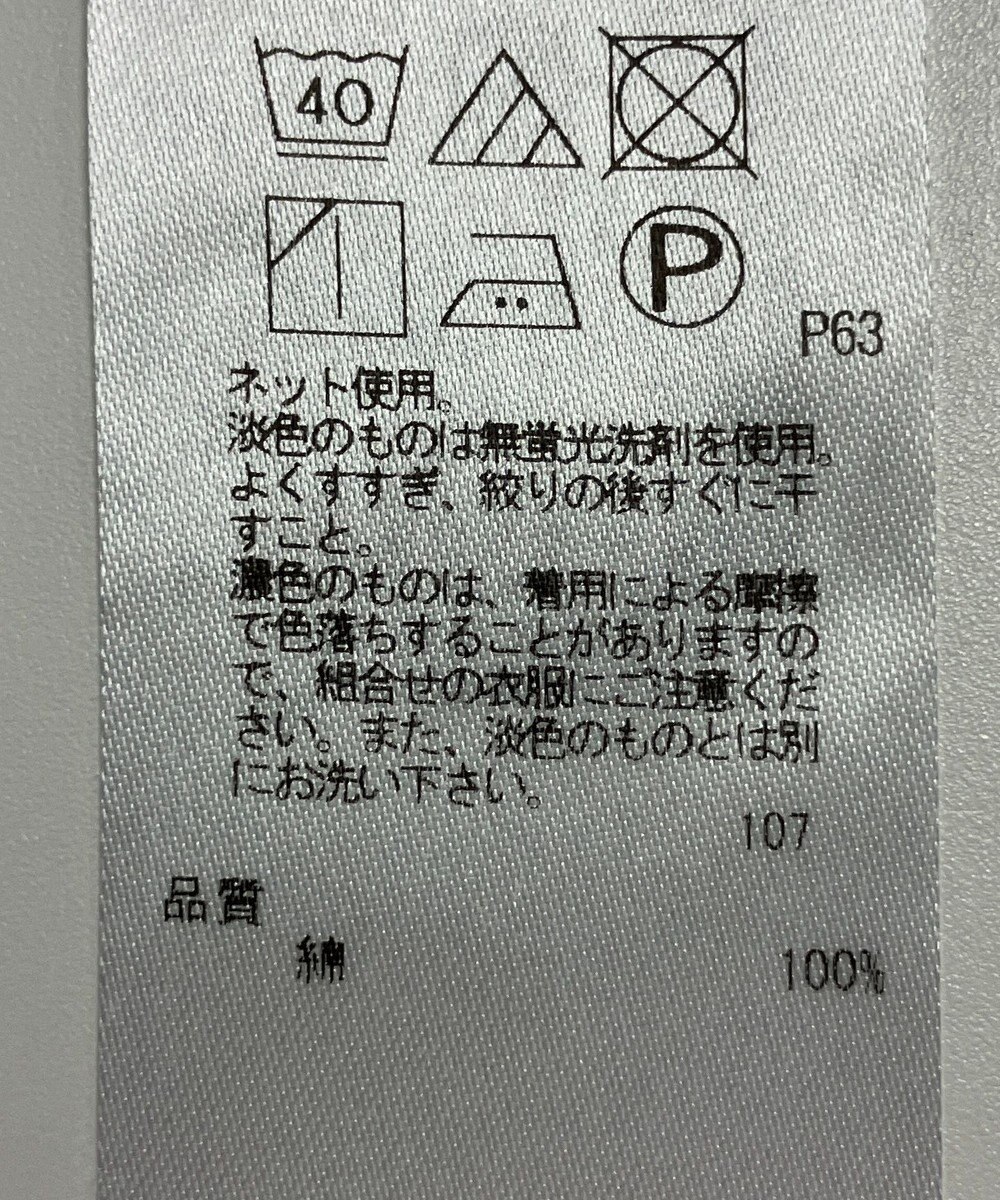 40
P
P63
ネット使用。
淡色のものは無蛍光洗剤を使用。
よくすすぎ、絞りの後すぐに干
すこと。
濃色のものは、着用による摩擦
で色落ちすることがありますの
で、組合せの衣服にご注意くだ
さい。また、淡色のものとは別
にお洗い下さい。
107
品質
綿 100%